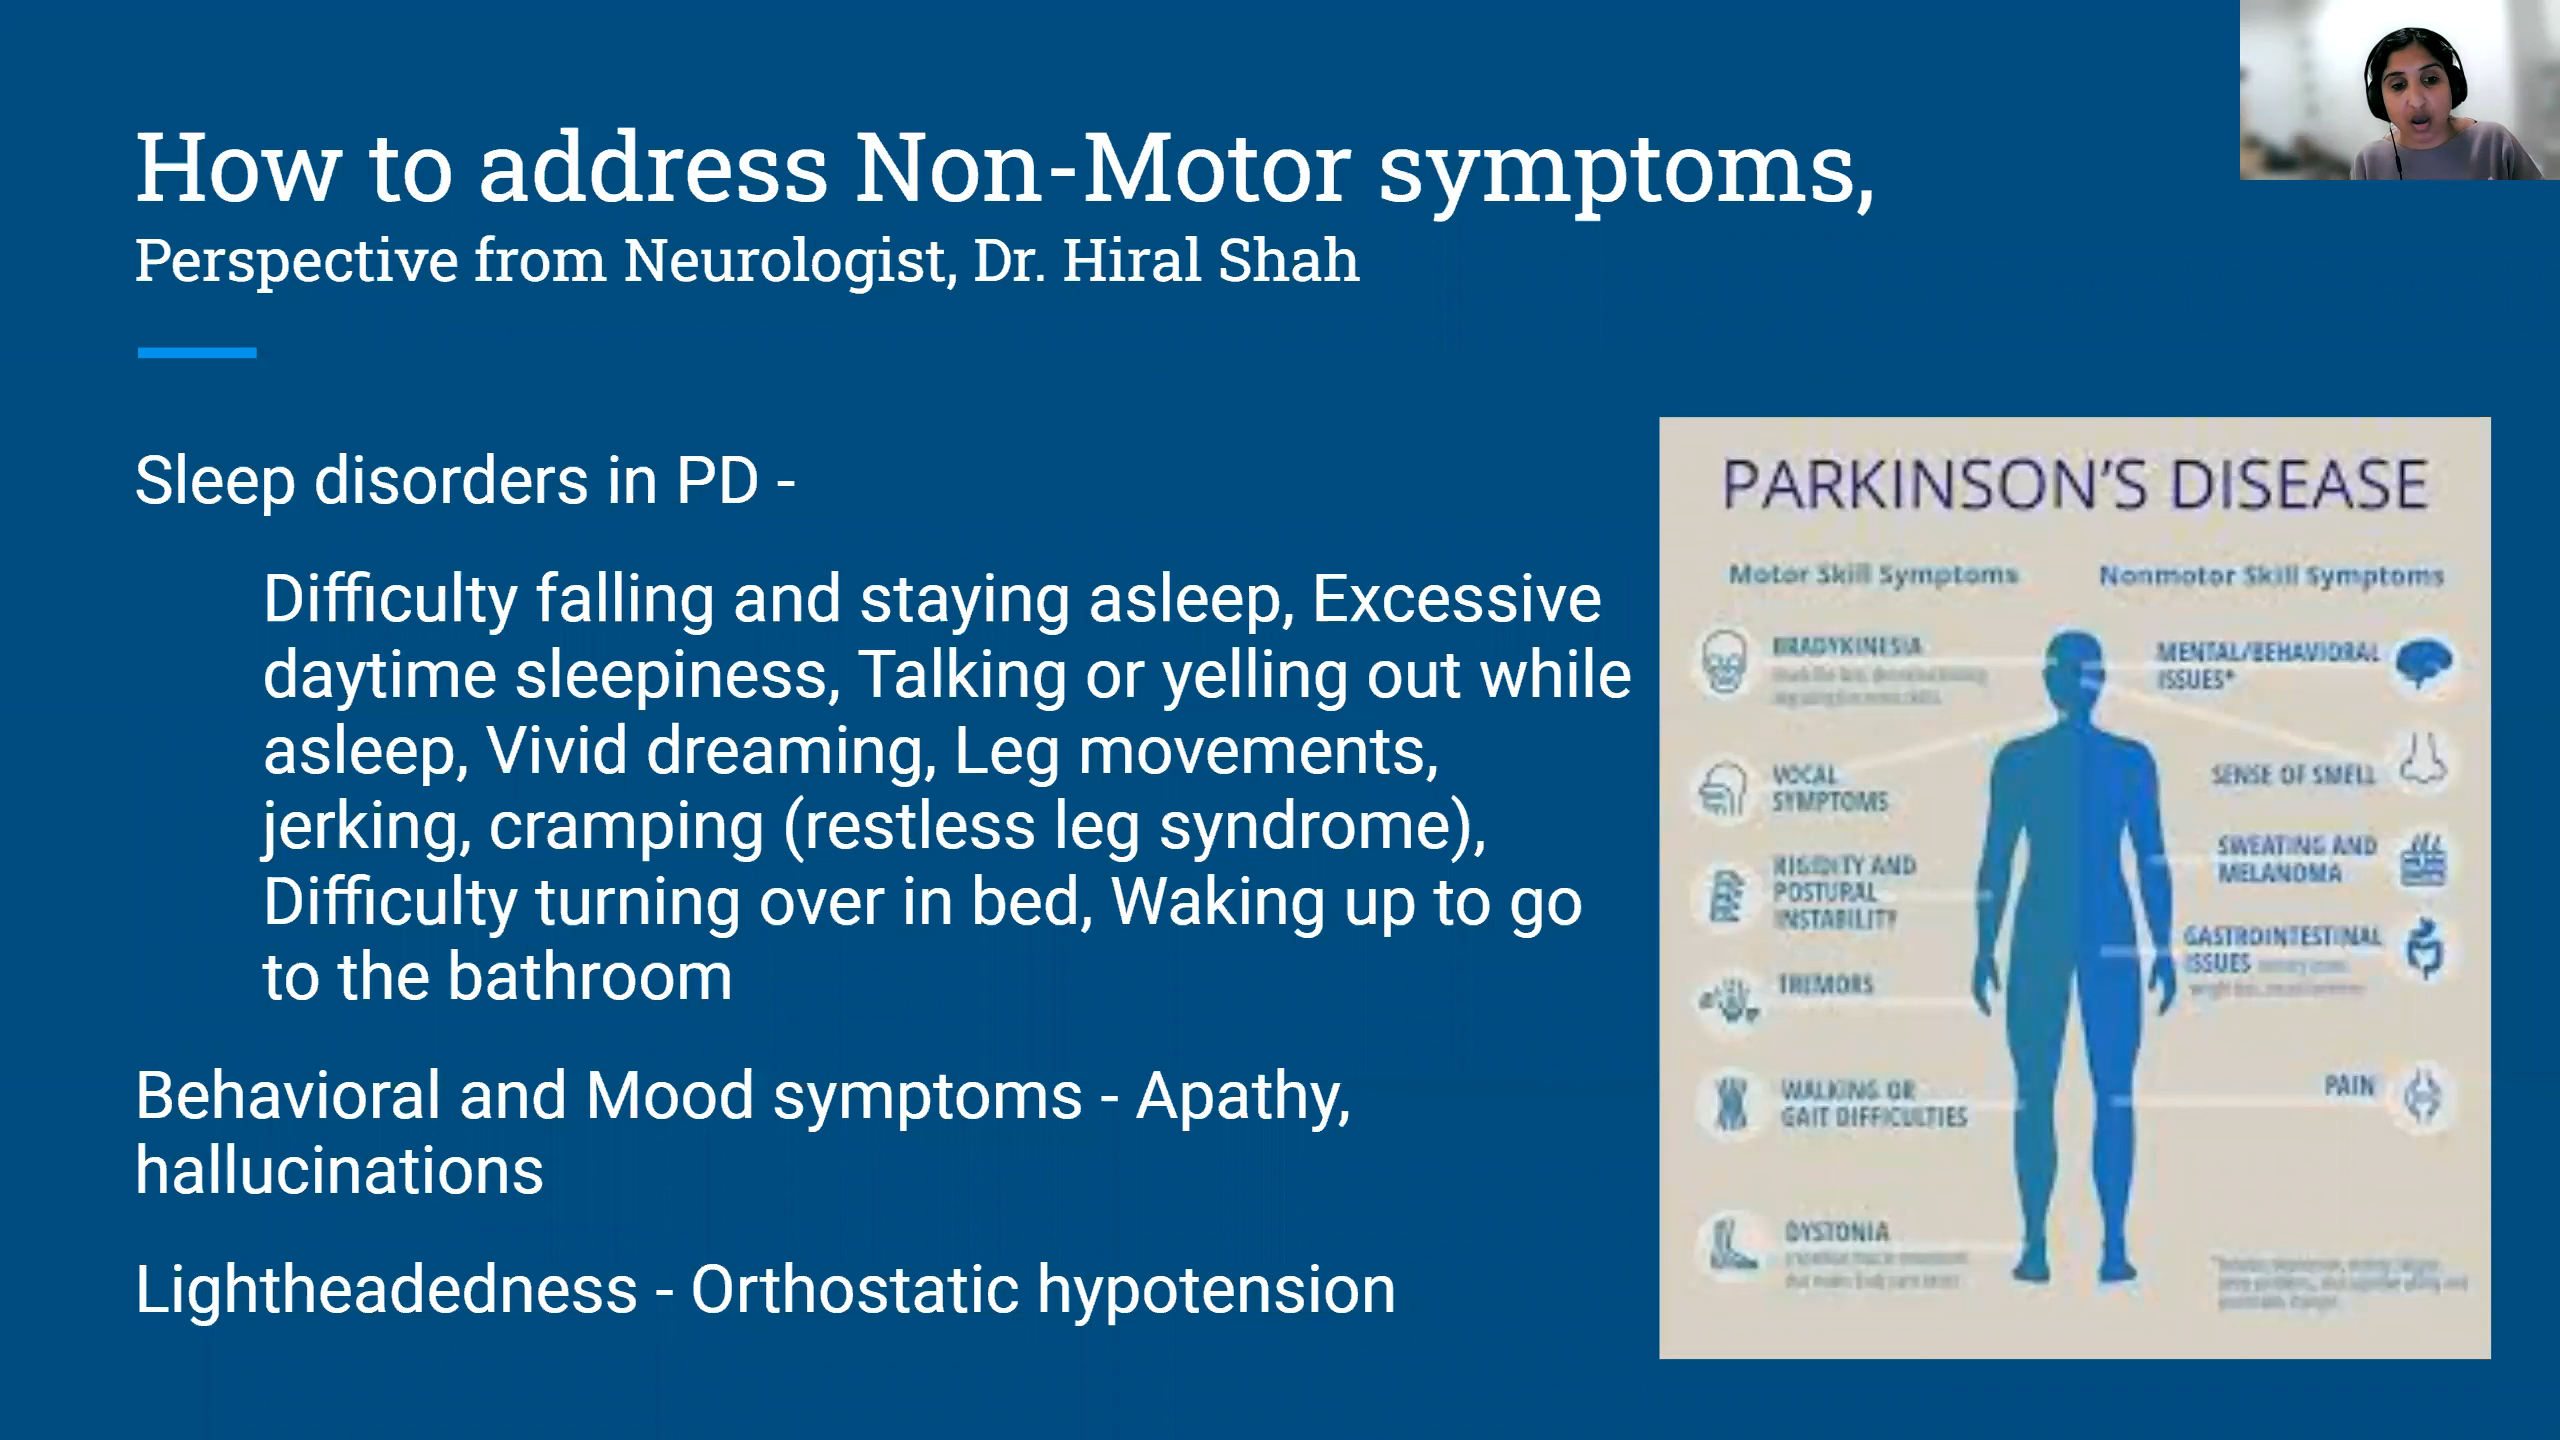 How to address Non-Motor symptoms,
Perspective from Neurologist, Dr. Hiral Shah
Sleep disorders in PD -
Difficulty falling and staying asleep, Excessive
daytime sleepiness, Talking or yelling out while
asleep, Vivid dreaming, Leg movements,
jerking, cramping (restless leg syndrome),
Difficulty turning over in bed, Waking up to go
to the bathroom
Behavioral and Mood symptoms - Apathy,
hallucinations
Lightheadedness - Orthostatic hypotension
PARKINSON'S DISEASE
Motor Skill Symptoms
BRADYKINESIA
VOCAL
SYMPTOMS
RIGIDITY AND
POSTURAL
INSTABILITY
TREMORS
WALKING OR
GAIT DIFFICULTIES
DYSTONIA
Nonmotor Skill Symptoms
MENTAL/BEHAVIORAL
ISSUES*
SENSE OF SMELL
SWEATING AND
MELANOMA
GASTROINTESTINAL
ISSUES
PAIN